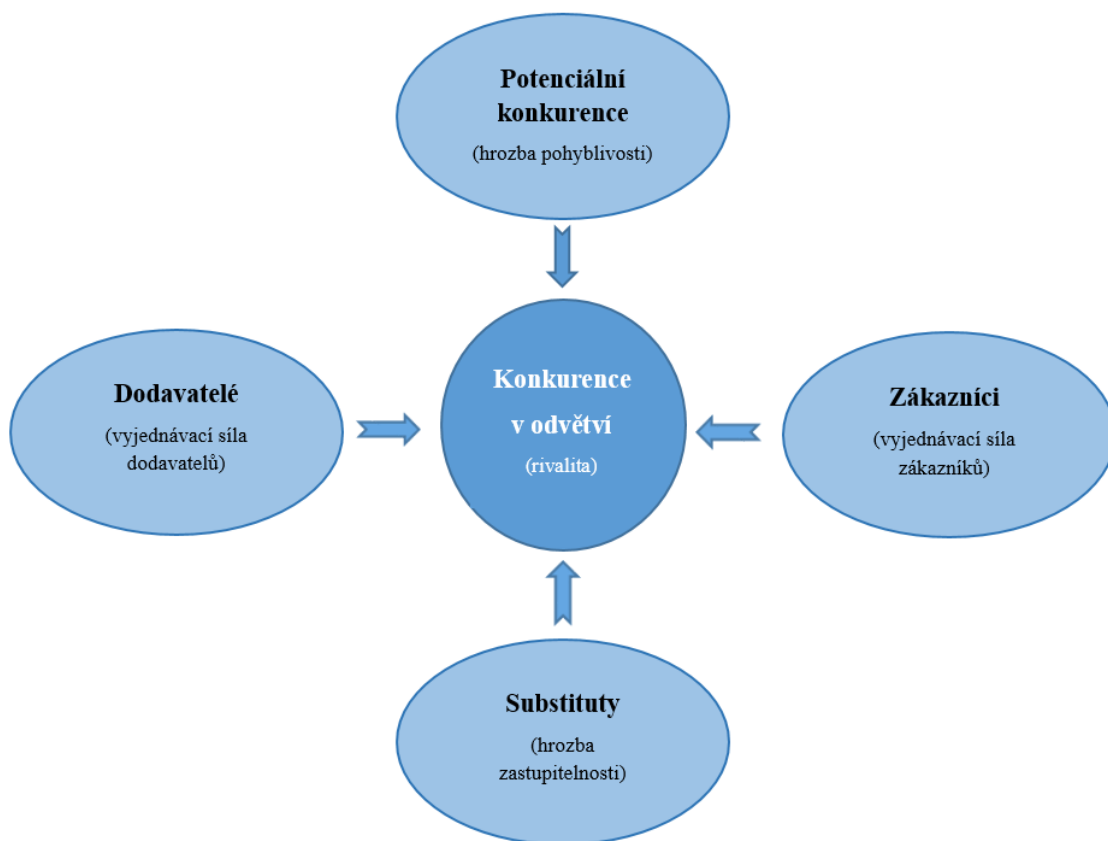 Potenciální
konkurence
(hrozba pohyblivosti)
Dodavatelé
(vyjednávací síla
dodavatelů)
Konkurence
v odvětví
(rivalita)
Zákazníci
(vyjednávací síla
zákazníků)
Substituty
(hrozba
zastupitelnosti)